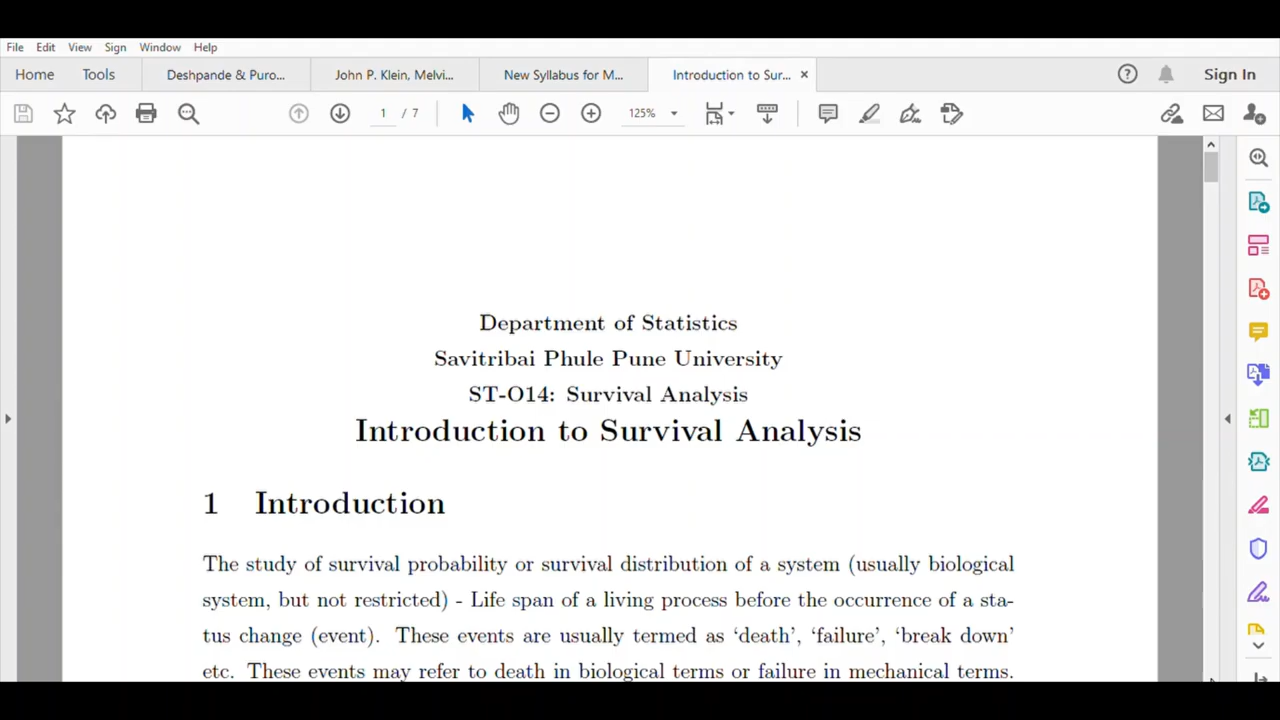 File Edit View Sign Window Help
Home Tools Deshpande & Puro... John P. Klein, Melvi... New Syllabus for M... Introduction to Sur... ×
1 / 7 125% Sign In
Department of Statistics
Savitribai Phule Pune University
ST-O14: Survival Analysis
Introduction to Survival Analysis
1 Introduction
The study of survival probability or survival distribution of a system (usually biological
system, but not restricted) - Life span of a living process before the occurrence of a sta-
tus change (event). These events are usually termed as ‘death’, ‘failure’, ‘break down’
etc. These events may refer to death in biological terms or failure in mechanical terms.